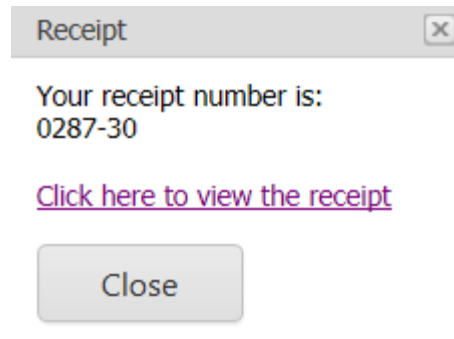 Receipt
Your receipt number is:
0287-30
Click here to view the receipt
Close